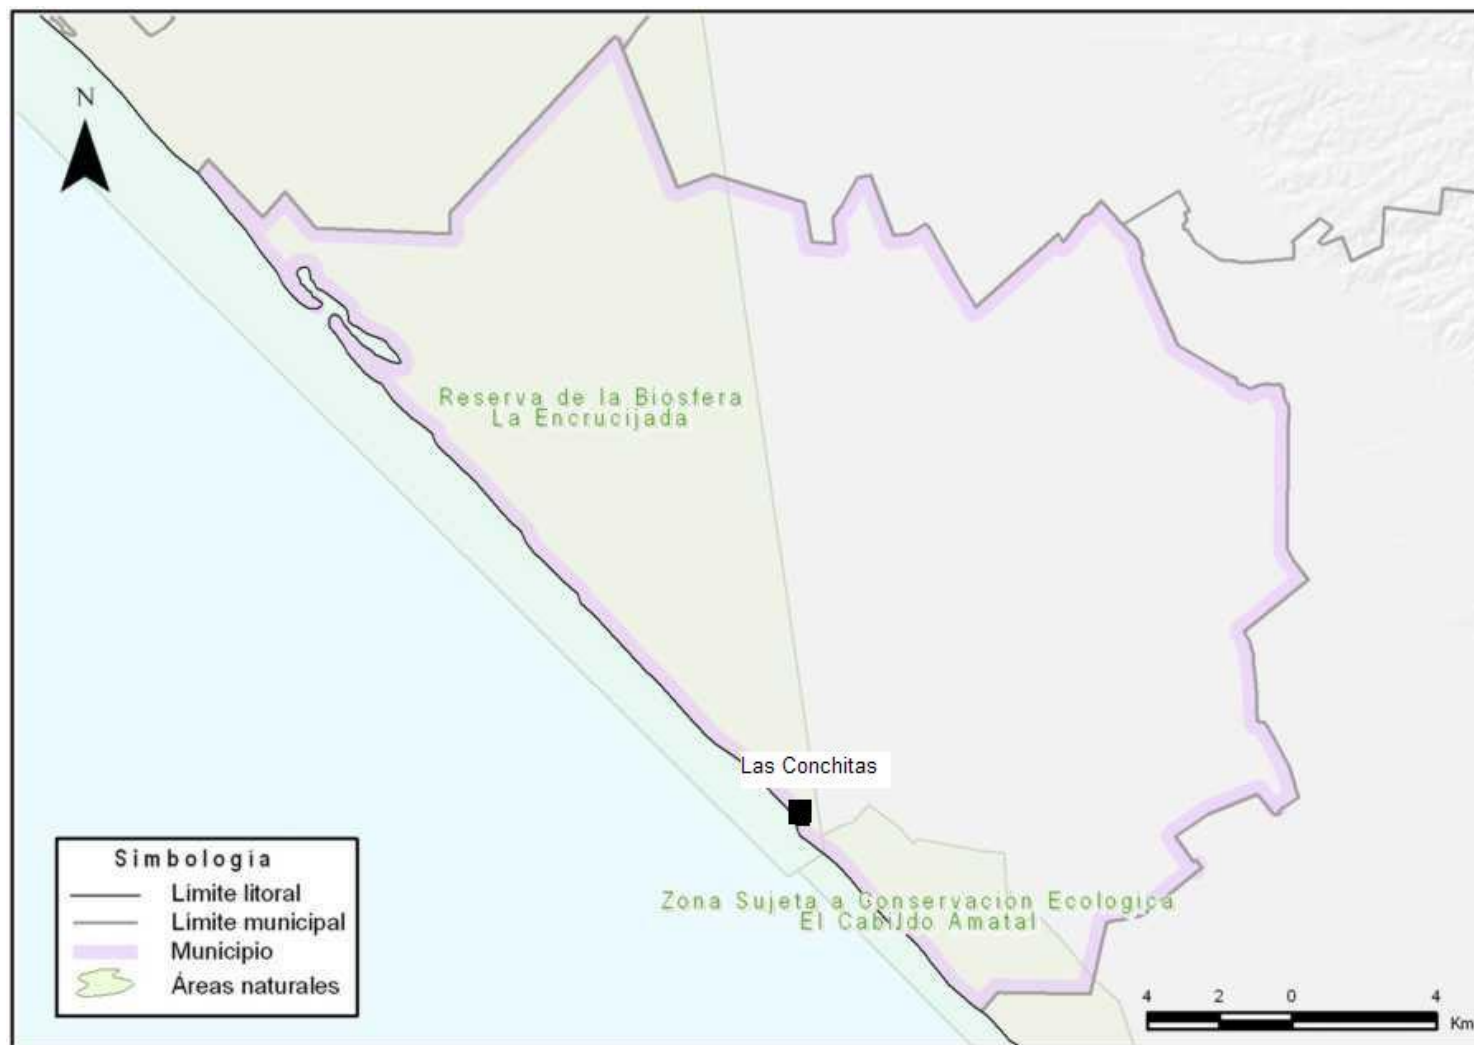 N
Reserva de la Biosfera
La Encrucijada
Las Conchitas
Zona Sujeta a Conservacion Ecologica
El Cabildo Amatal
Simbologia
Limite litoral
Limite municipal
Municipio
Áreas naturales
4 2 0 4
Km